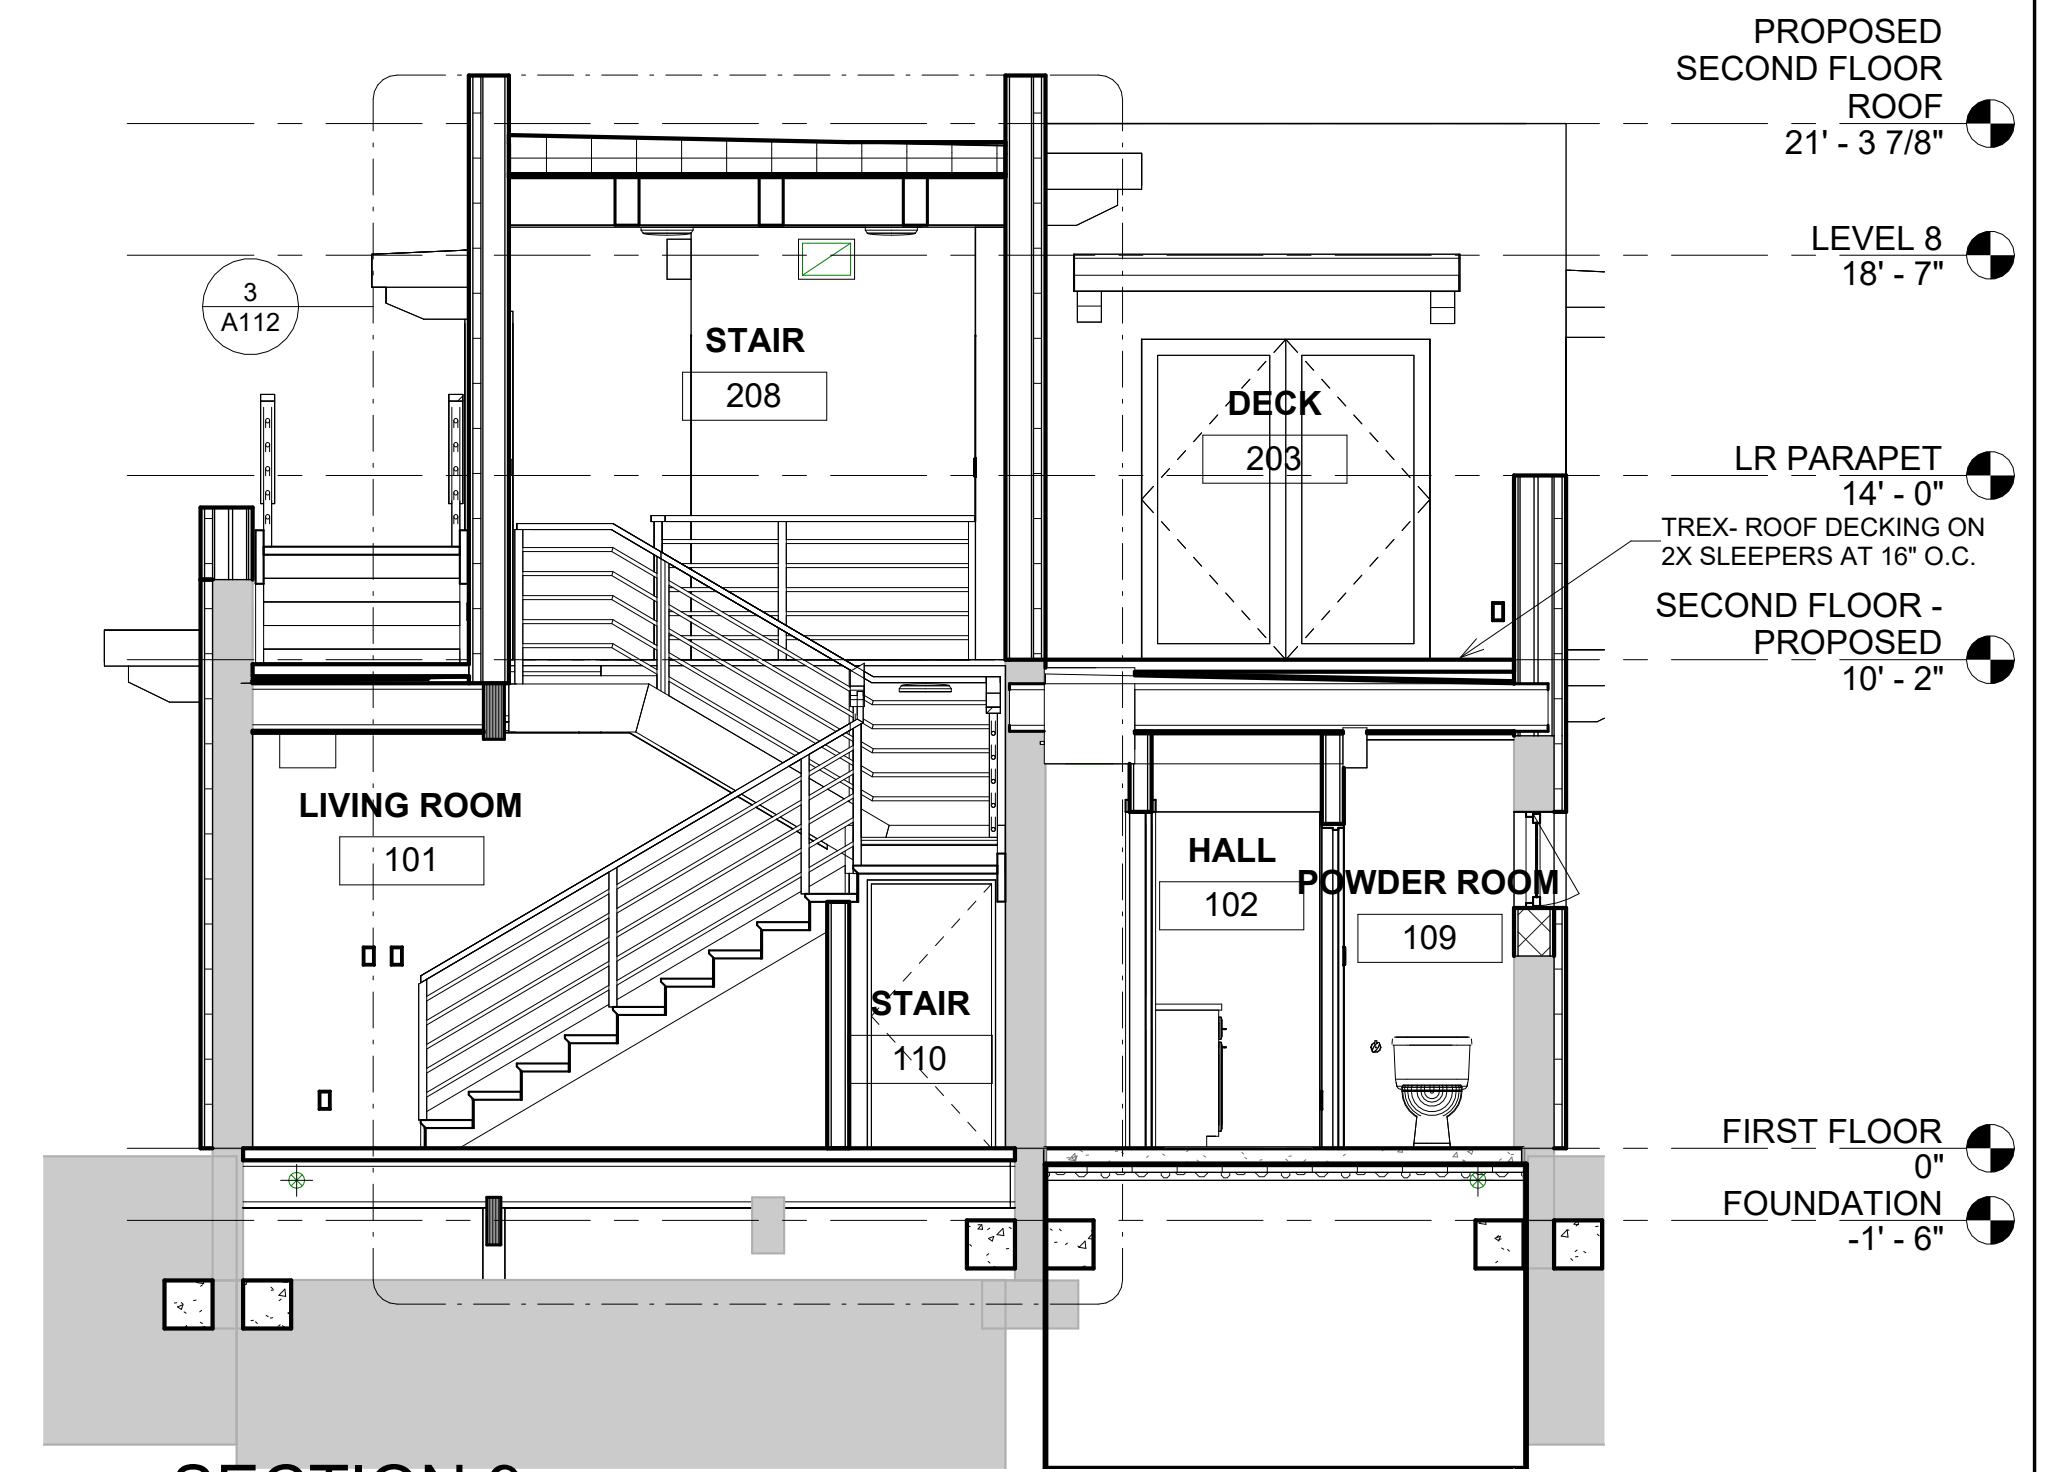 PROPOSED
SECOND FLOOR
ROOF
21' - 3 7/8"
LEVEL 8
18' - 7"
3
A112
STAIR
208
DECK
203
LR PARAPET
14' - 0"
TREX- ROOF DECKING ON
2X SLEEPERS AT 16" O.C.
SECOND FLOOR -
PROPOSED
10' - 2"
LIVING ROOM
101
HALL
102
POWDER ROOM
109
STAIR
110
FIRST FLOOR
0"
FOUNDATION
-1' - 6"